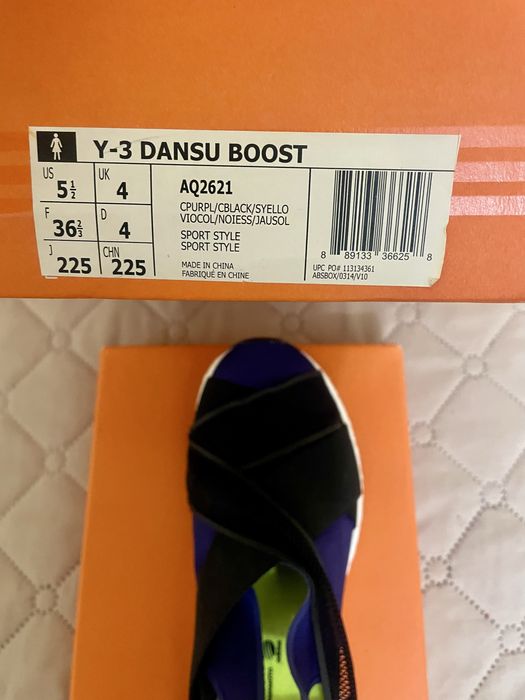 Y-3 DANSU BOOST
US 5½ UK 4
F 36⅔ D 4
J 225 CHN 225
AQ2621
CPURPL/CBLACK/SYELLO
VIOCOL/NOIESS/JAUSOL
SPORT STYLE
SPORT STYLE
MADE IN CHINA
FABRIQUÉ EN CHINE
8 89133 36625 8
UPC PO# 113134361
ABSBOX/0314/V10